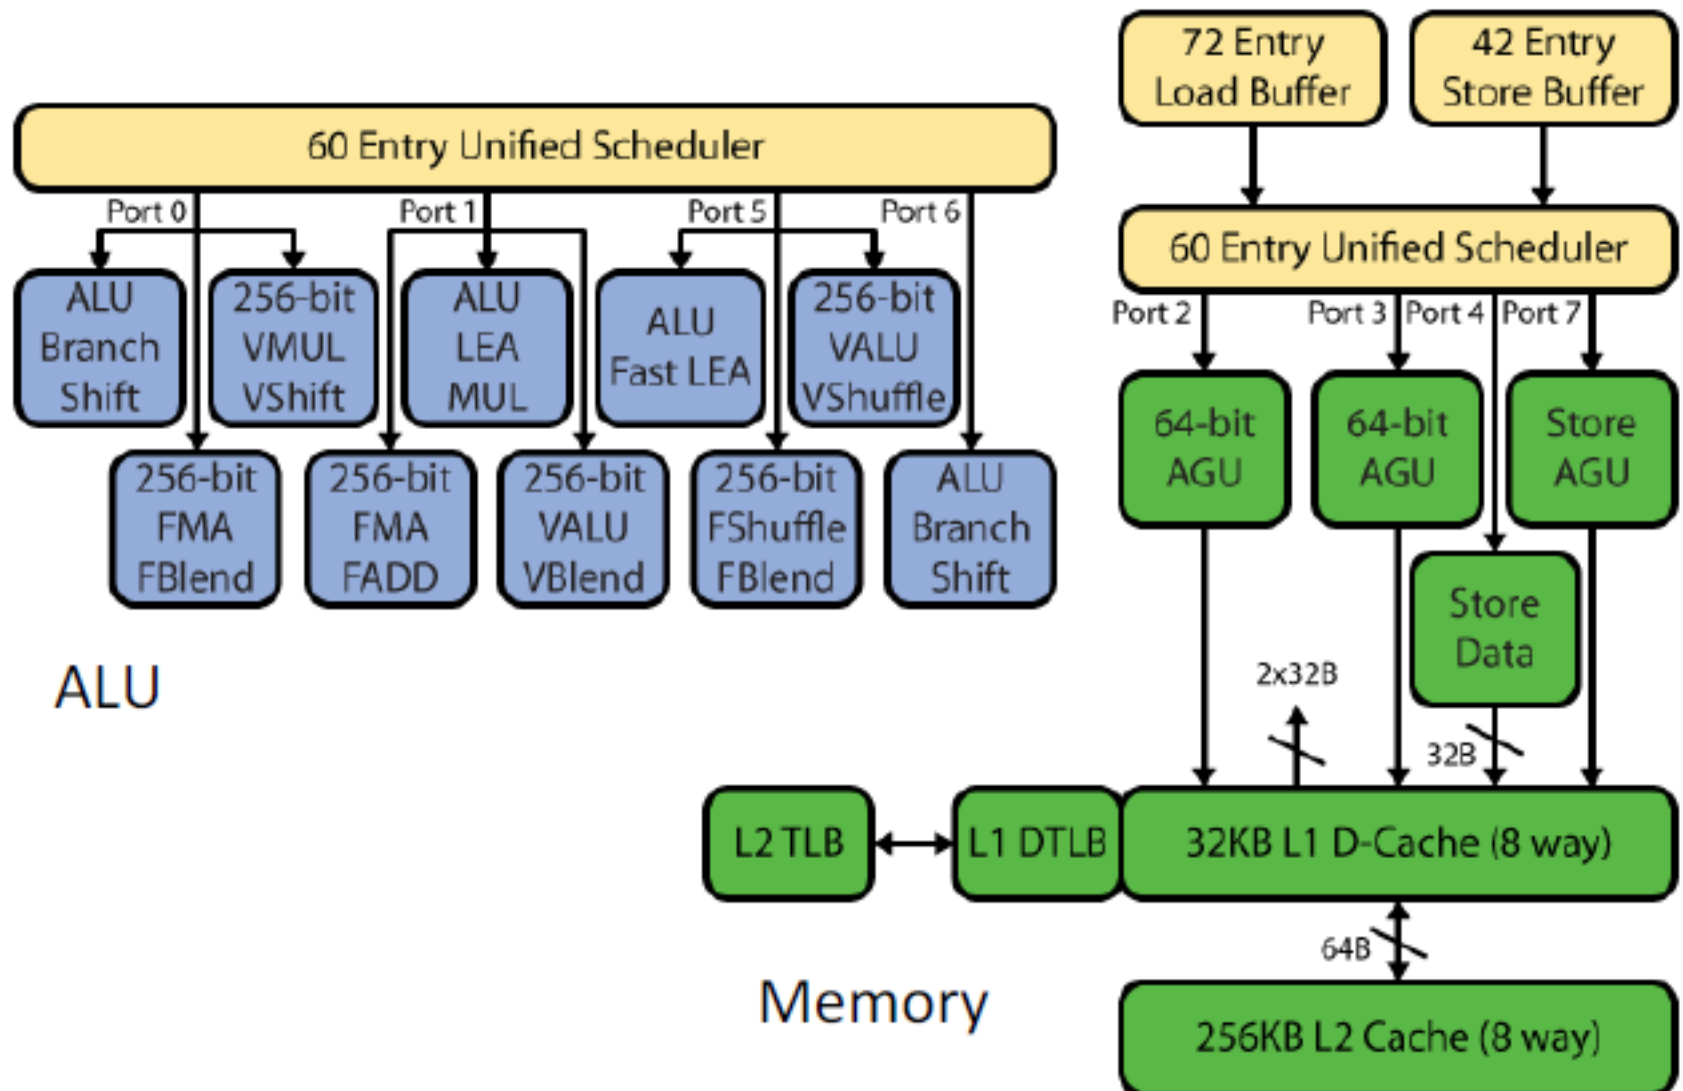 72 Entry
Load Buffer
42 Entry
Store Buffer
60 Entry Unified Scheduler
Port 0
Port 1
Port 5
Port 6
ALU
Branch
Shift
256-bit
VMUL
VShift
ALU
LEA
MUL
ALU
Fast LEA
256-bit
VALU
VShuffle
256-bit
FMA
FBlend
256-bit
FMA
FADD
256-bit
VALU
VBlend
256-bit
FShuffle
FBlend
ALU
Branch
Shift
ALU
60 Entry Unified Scheduler
Port 2
Port 3
Port 4
Port 7
64-bit
AGU
64-bit
AGU
Store
AGU
Store
Data
2x32B
32B
L2 TLB
L1 DTLB
32KB L1 D-Cache (8 way)
64B
Memory
256KB L2 Cache (8 way)